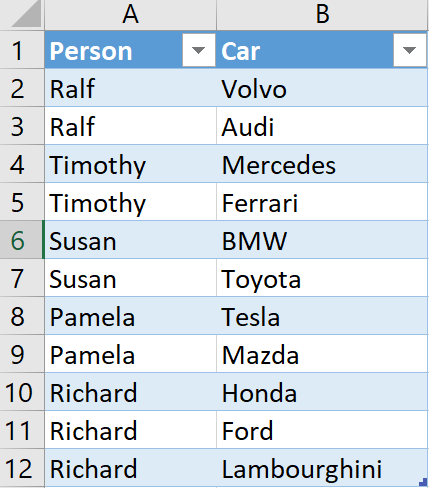 A B
1 Person Car
2 Ralf Volvo
3 Ralf Audi
4 Timothy Mercedes
5 Timothy Ferrari
6 Susan BMW
7 Susan Toyota
8 Pamela Tesla
9 Pamela Mazda
10 Richard Honda
11 Richard Ford
12 Richard Lambourghini